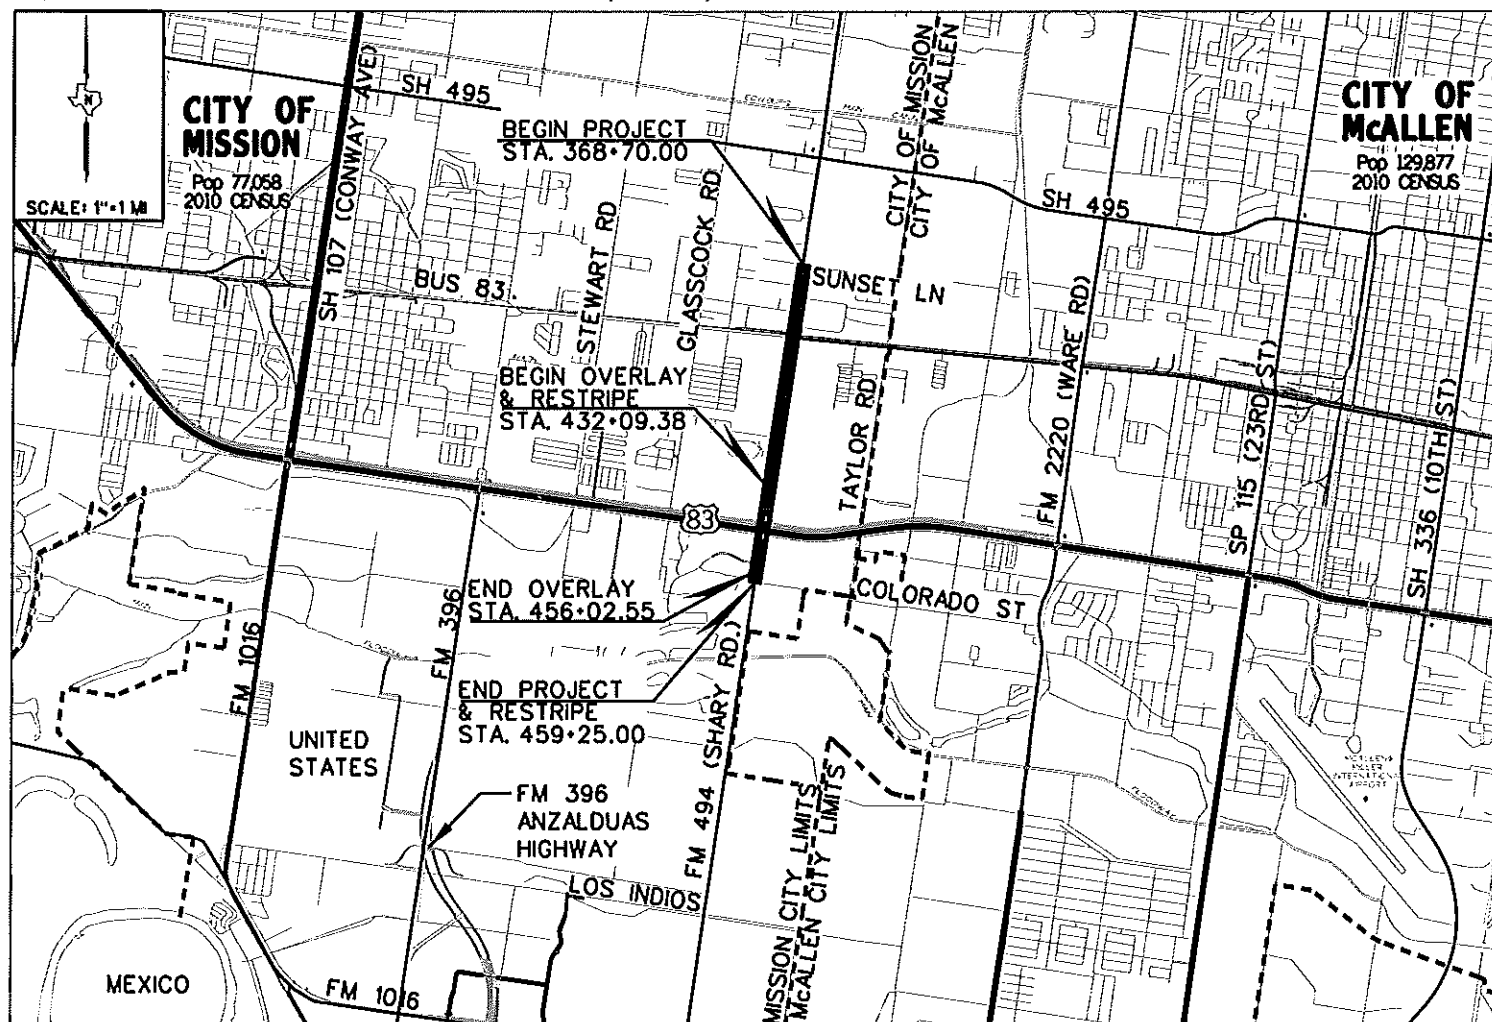 N
SCALE: 1"=1 MI
CITY OF
MISSION
Pop 77,058
2010 CENSUS
SH 107 (CONWAY AVE)
SH 495
BEGIN PROJECT
STA. 368+70.00
CITY OF MISSION
CITY OF McALLEN
CITY OF
McALLEN
Pop 129,877
2010 CENSUS
SH 495
BUS 83
STEWART RD
GLASSCOCK RD
SUNSET LN
BEGIN OVERLAY
& RESTRIPE
STA. 432+09.38
TAYLOR RD
FM 2220 (WARE RD)
SP 115 (23RD ST)
SH 336 (10TH ST)
83
END OVERLAY
STA. 456+02.55
COLORADO ST
FM 1016
FM 396
END PROJECT
& RESTRIPE
STA. 459+25.00
FM 494 (SHARY RD.)
UNITED
STATES
FM 396
ANZALDUAS
HIGHWAY
LOS INDIOS
MISSION CITY LIMITS
McALLEN CITY LIMITS
McALLEN
MILLER
INTERNATIONAL
AIRPORT
MEXICO
FM 1016